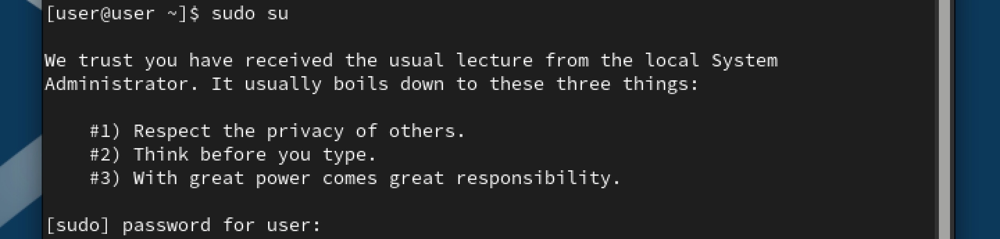 [user@user ~]$ sudo su
We trust you have received the usual lecture from the local System
Administrator. It usually boils down to these three things:
#1) Respect the privacy of others.
#2) Think before you type.
#3) With great power comes great responsibility.
[sudo] password for user: